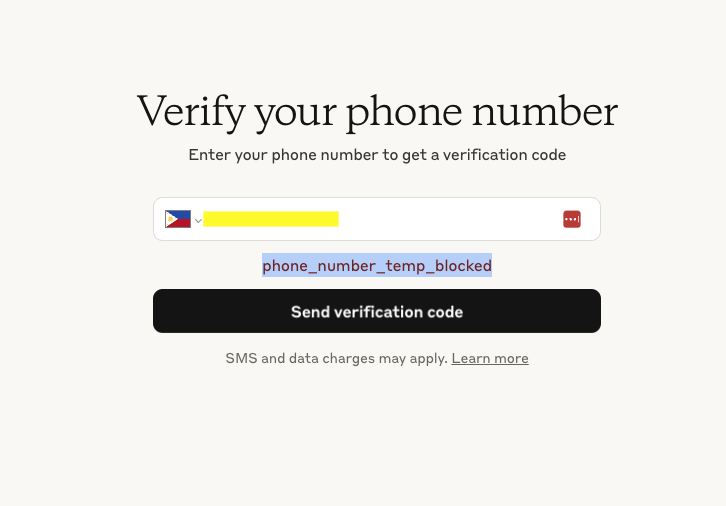 Verify your phone number
Enter your phone number to get a verification code
phone_number_temp_blocked
Send verification code
SMS and data charges may apply. Learn more